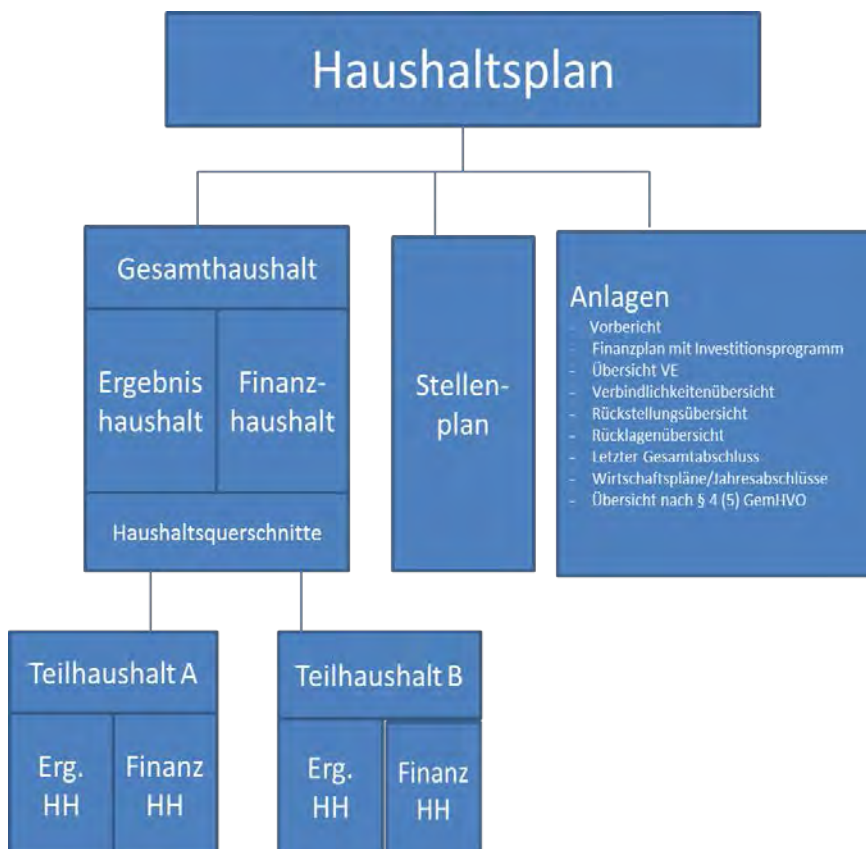 Haushaltsplan
Gesamthaushalt
Ergebnis
haushalt
Finanz-
haushalt
Haushaltsquerschnitte
Stellen-
plan
Anlagen
- Vorbericht
- Finanzplan mit Investitionsprogramm
- Übersicht VE
- Verbindlichkeitenübersicht
- Rückstellungsübersicht
- Rücklagenübersicht
- Letzter Gesamtabschluss
- Wirtschaftspläne/Jahresabschlüsse
- Übersicht nach § 4 (5) GemHVO
Teilhaushalt A
Erg.
HH
Finanz
HH
Teilhaushalt B
Erg.
HH
Finanz
HH